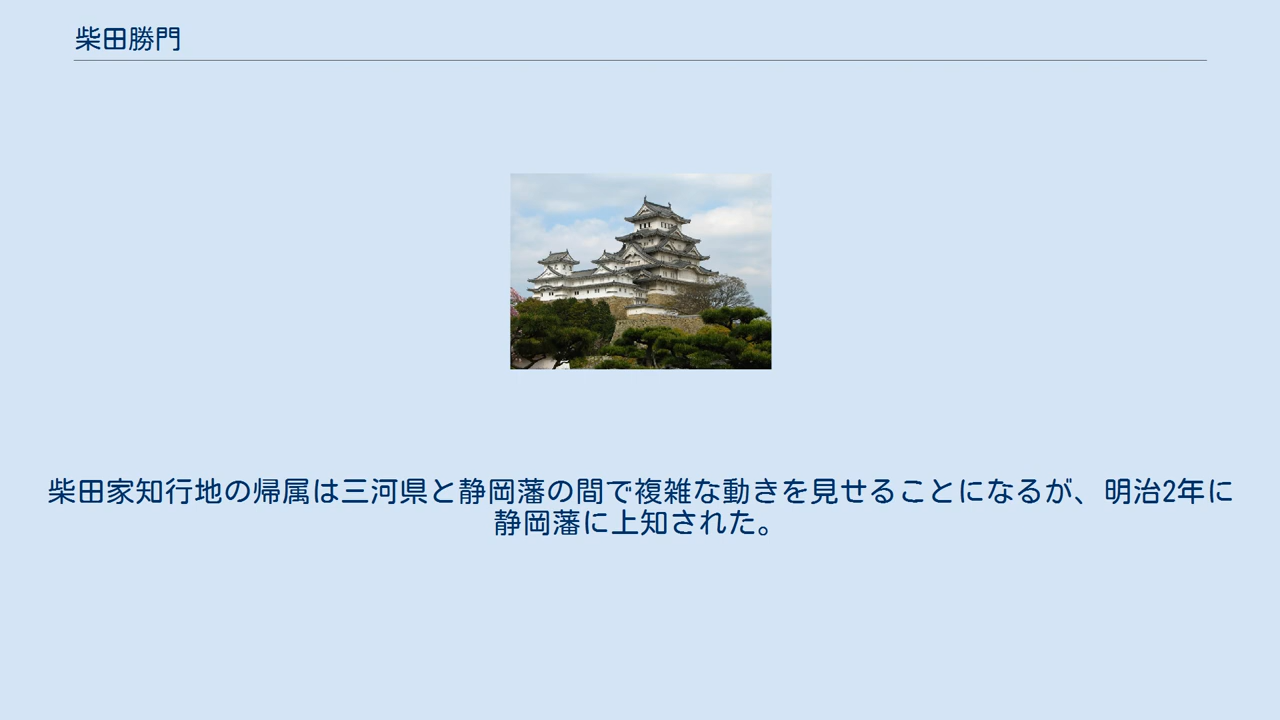 柴田勝門
柴田家知行地の帰属は三河県と静岡藩の間で複雑な動きを見せることになるが、明治2年に
静岡藩に上知された。